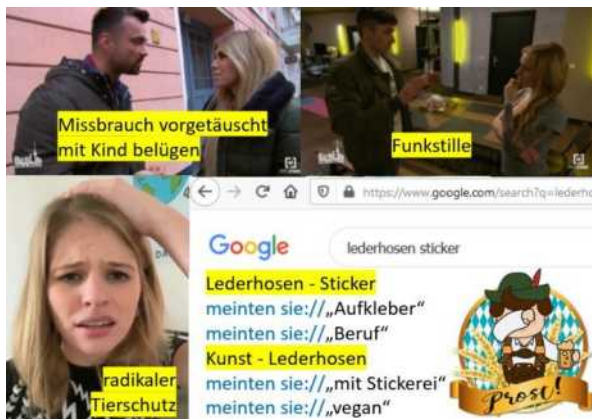 Missbrauch vorgetäuscht
mit Kind belügen
Funkstille
https://www.google.com/search?q=lederho
Google
lederhosen sticker
Lederhosen - Sticker
meinten sie://„Aufkleber“
meinten sie://„Beruf“
Kunst - Lederhosen
meinten sie://„mit Stickerei“
meinten sie://„vegan“
radikaler
Tierschutz
Prost!